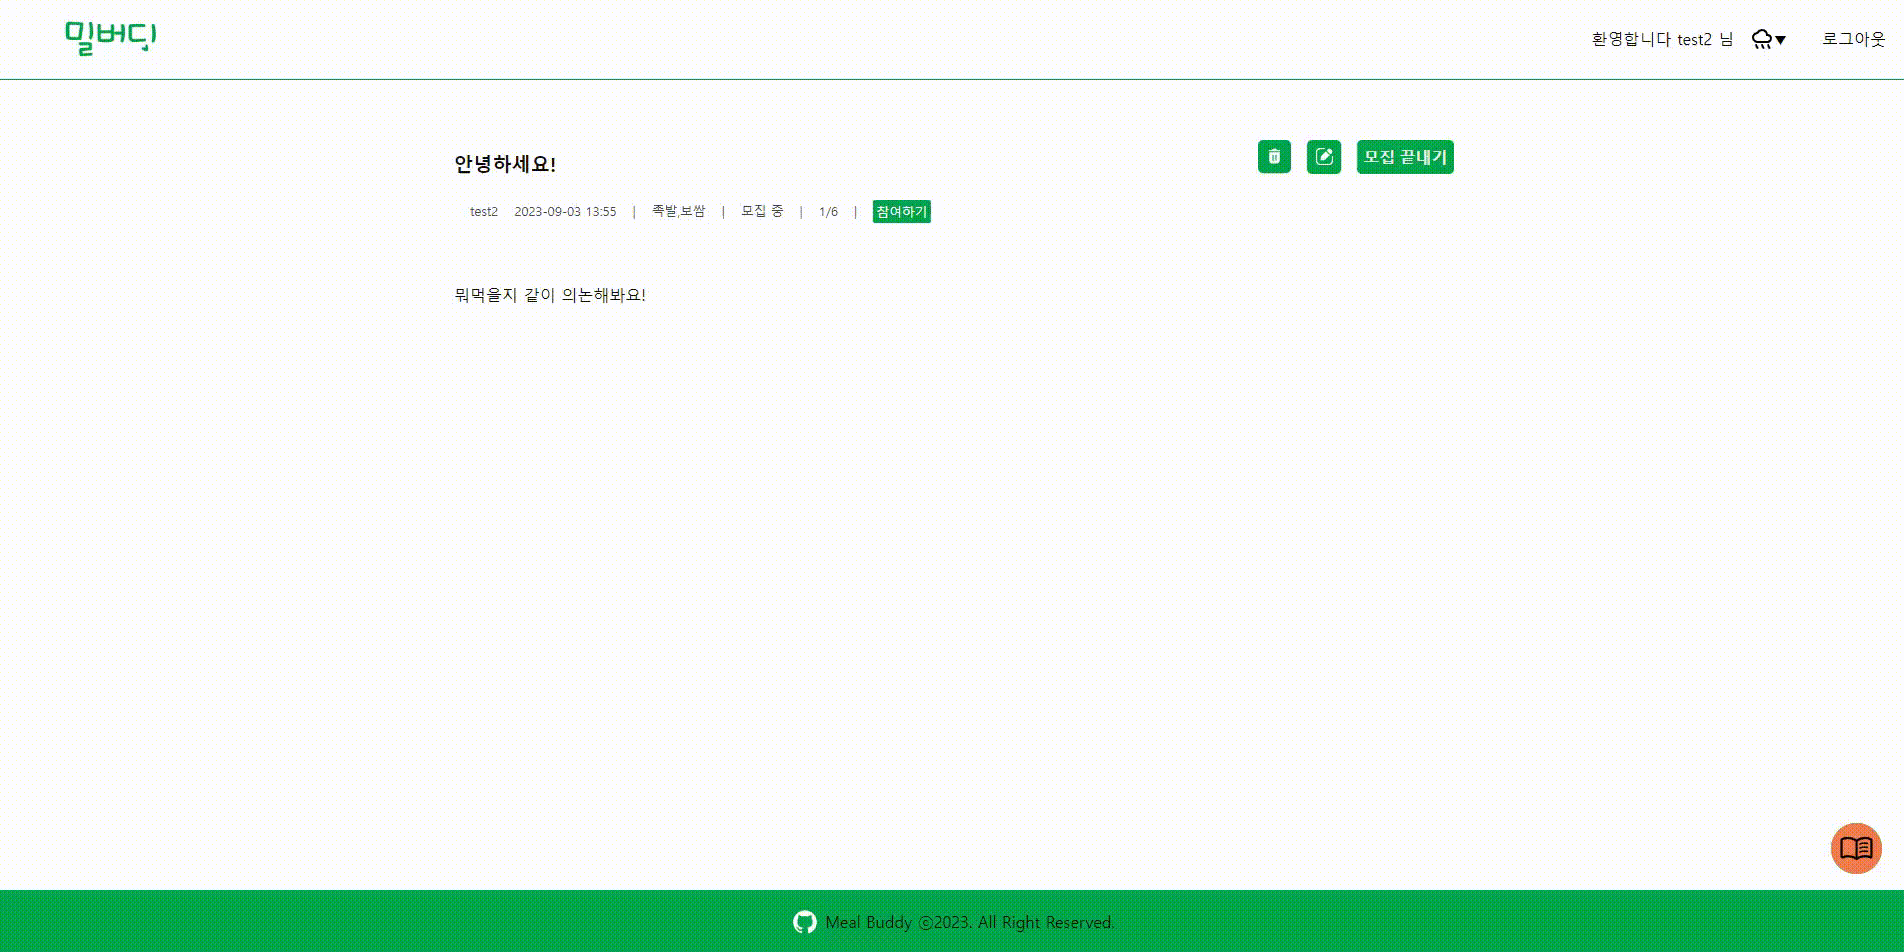 밀버디
환영합니다 test2 님 ▼ 로그아웃
안녕하세요!
모집 끝내기
test2 2023-09-03 13:55 | 족발,보쌈 | 모집 중 | 1/6 | 참여하기
뭐먹을지 같이 의논해봐요!
Meal Buddy ⓒ2023. All Right Reserved.